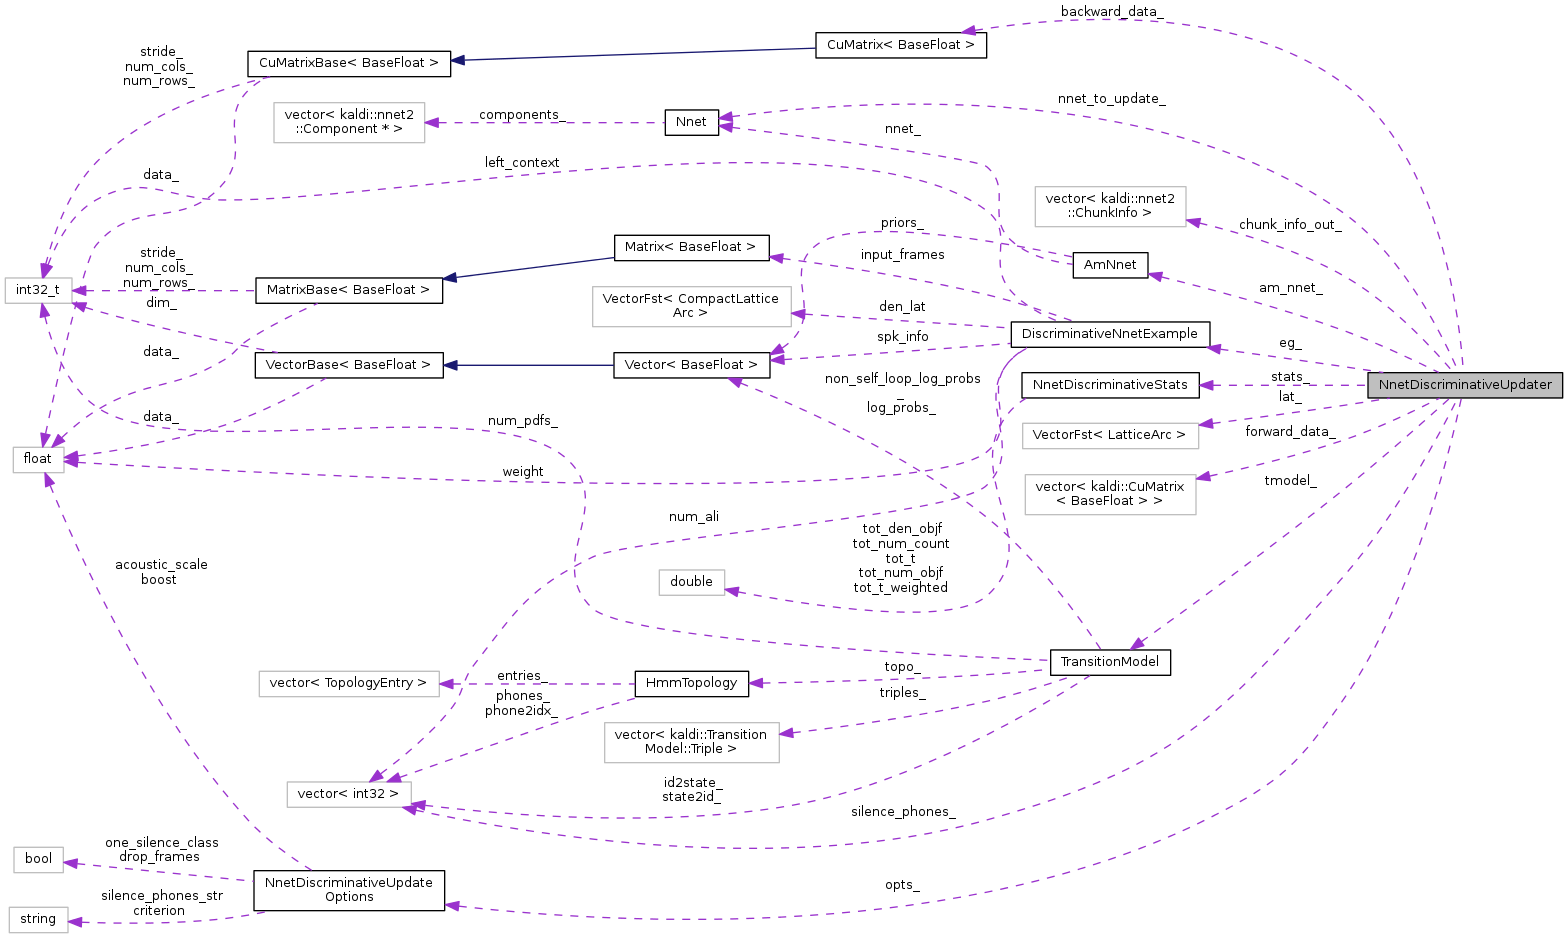 backward_data_
CuMatrix< BaseFloat >
stride_
num_cols_
num_rows_
CuMatrixBase< BaseFloat >
nnet_to_update_
vector< kaldi::nnet2
::Component * >
components_
Nnet
nnet_
data_
left_context
vector< kaldi::nnet2
::ChunkInfo >
chunk_info_out_
priors_
Matrix< BaseFloat >
input_frames
AmNnet
am_nnet_
stride_
num_cols_
num_rows_
int32_t
MatrixBase< BaseFloat >
dim_
VectorFst< CompactLattice
Arc >
den_lat
DiscriminativeNnetExample
eg_
spk_info
data_
VectorBase< BaseFloat >
Vector< BaseFloat >
non_self_loop_log_probs
_
log_probs_
NnetDiscriminativeStats
stats_
NnetDiscriminativeUpdater
lat_
data_
num_pdfs_
VectorFst< LatticeArc >
forward_data_
float
weight
vector< kaldi::CuMatrix
< BaseFloat > >
tmodel_
num_ali
tot_den_objf
tot_num_count
tot_t
tot_num_objf
tot_t_weighted
double
acoustic_scale
boost
TransitionModel
vector< TopologyEntry >
entries_
HmmTopology
topo_
phones_
phone2idx_
triples_
vector< kaldi::Transition
Model::Triple >
vector< int32 >
id2state_
state2id_
silence_phones_
bool
one_silence_class
drop_frames
NnetDiscriminativeUpdate
Options
opts_
string
silence_phones_str
criterion